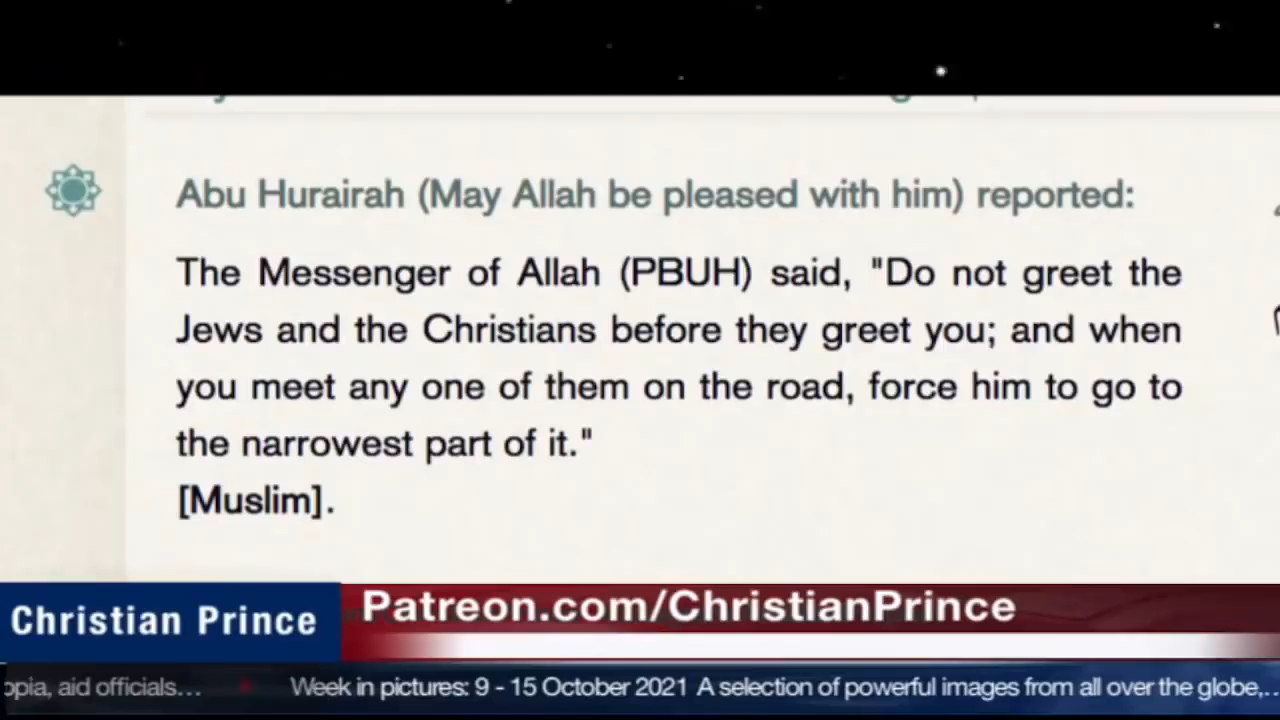 Abu Hurairah (May Allah be pleased with him) reported:
The Messenger of Allah (PBUH) said, "Do not greet the
Jews and the Christians before they greet you; and when
you meet any one of them on the road, force him to go to
the narrowest part of it."
[Muslim].
Christian Prince
Patreon.com/ChristianPrince
opia, aid officials... Week in pictures: 9 - 15 October 2021 A selection of powerful images from all over the globe,...